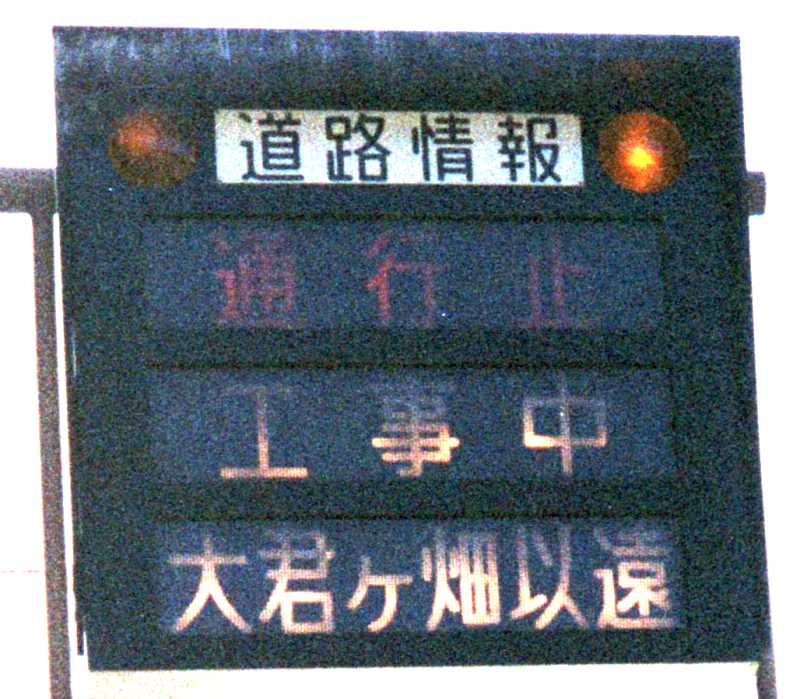 道路情報
通行止
工事中
大君ヶ畑以遠